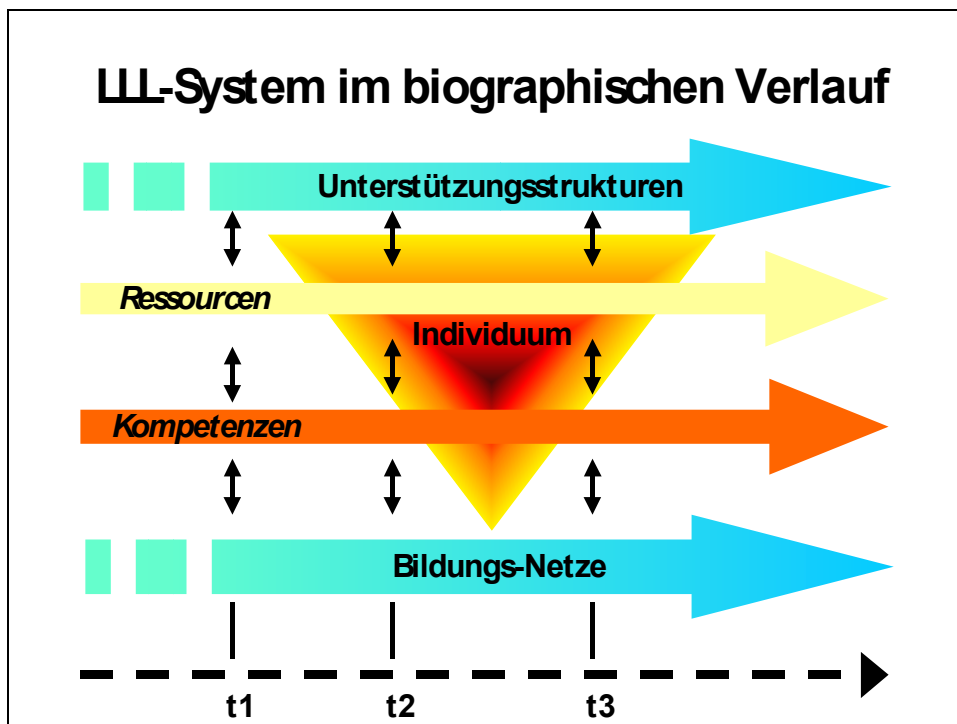 LLL-System im biographischen Verlauf
Unterstützungsstrukturen
Ressourcen
Individuum
Kompetenzen
Bildungs-Netze
t1 t2 t3